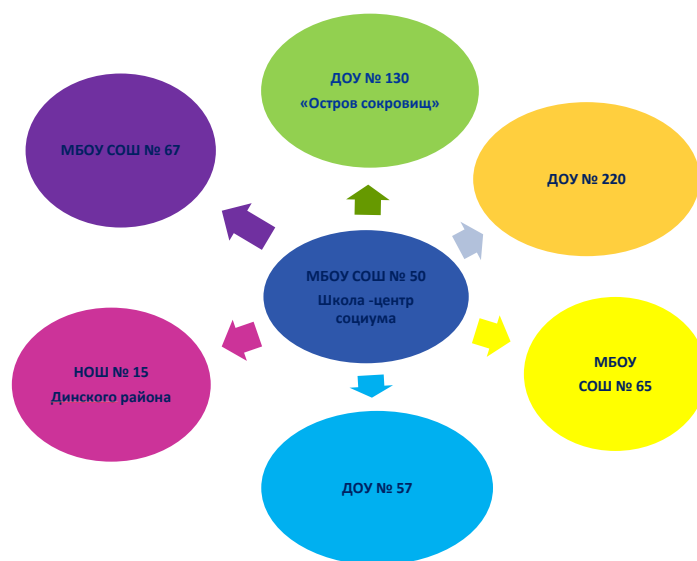 ДОУ № 130
«Остров сокровищ»
МБОУ СОШ № 67
ДОУ № 220
МБОУ СОШ № 50
Школа -центр
социума
МБОУ
СОШ № 65
НОШ № 15
Динского района
ДОУ № 57